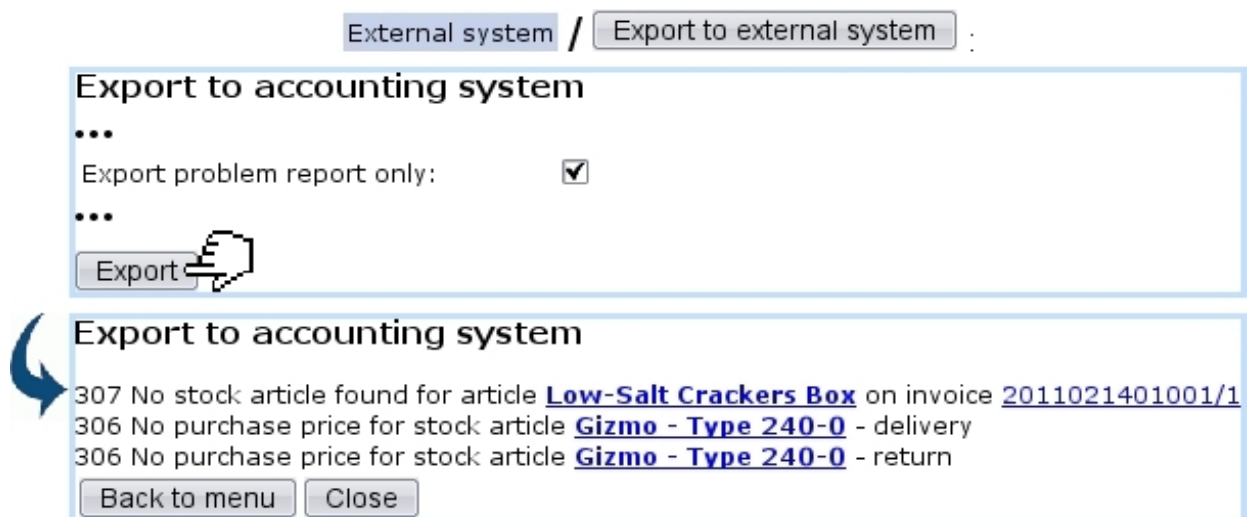 External system / Export to external system :
Export to accounting system
•••
Export problem report only:
•••
Export
Export to accounting system
307 No stock article found for article Low-Salt Crackers Box on invoice 2011021401001/1
306 No purchase price for stock article Gizmo - Type 240-0 - delivery
306 No purchase price for stock article Gizmo - Type 240-0 - return
Back to menu Close